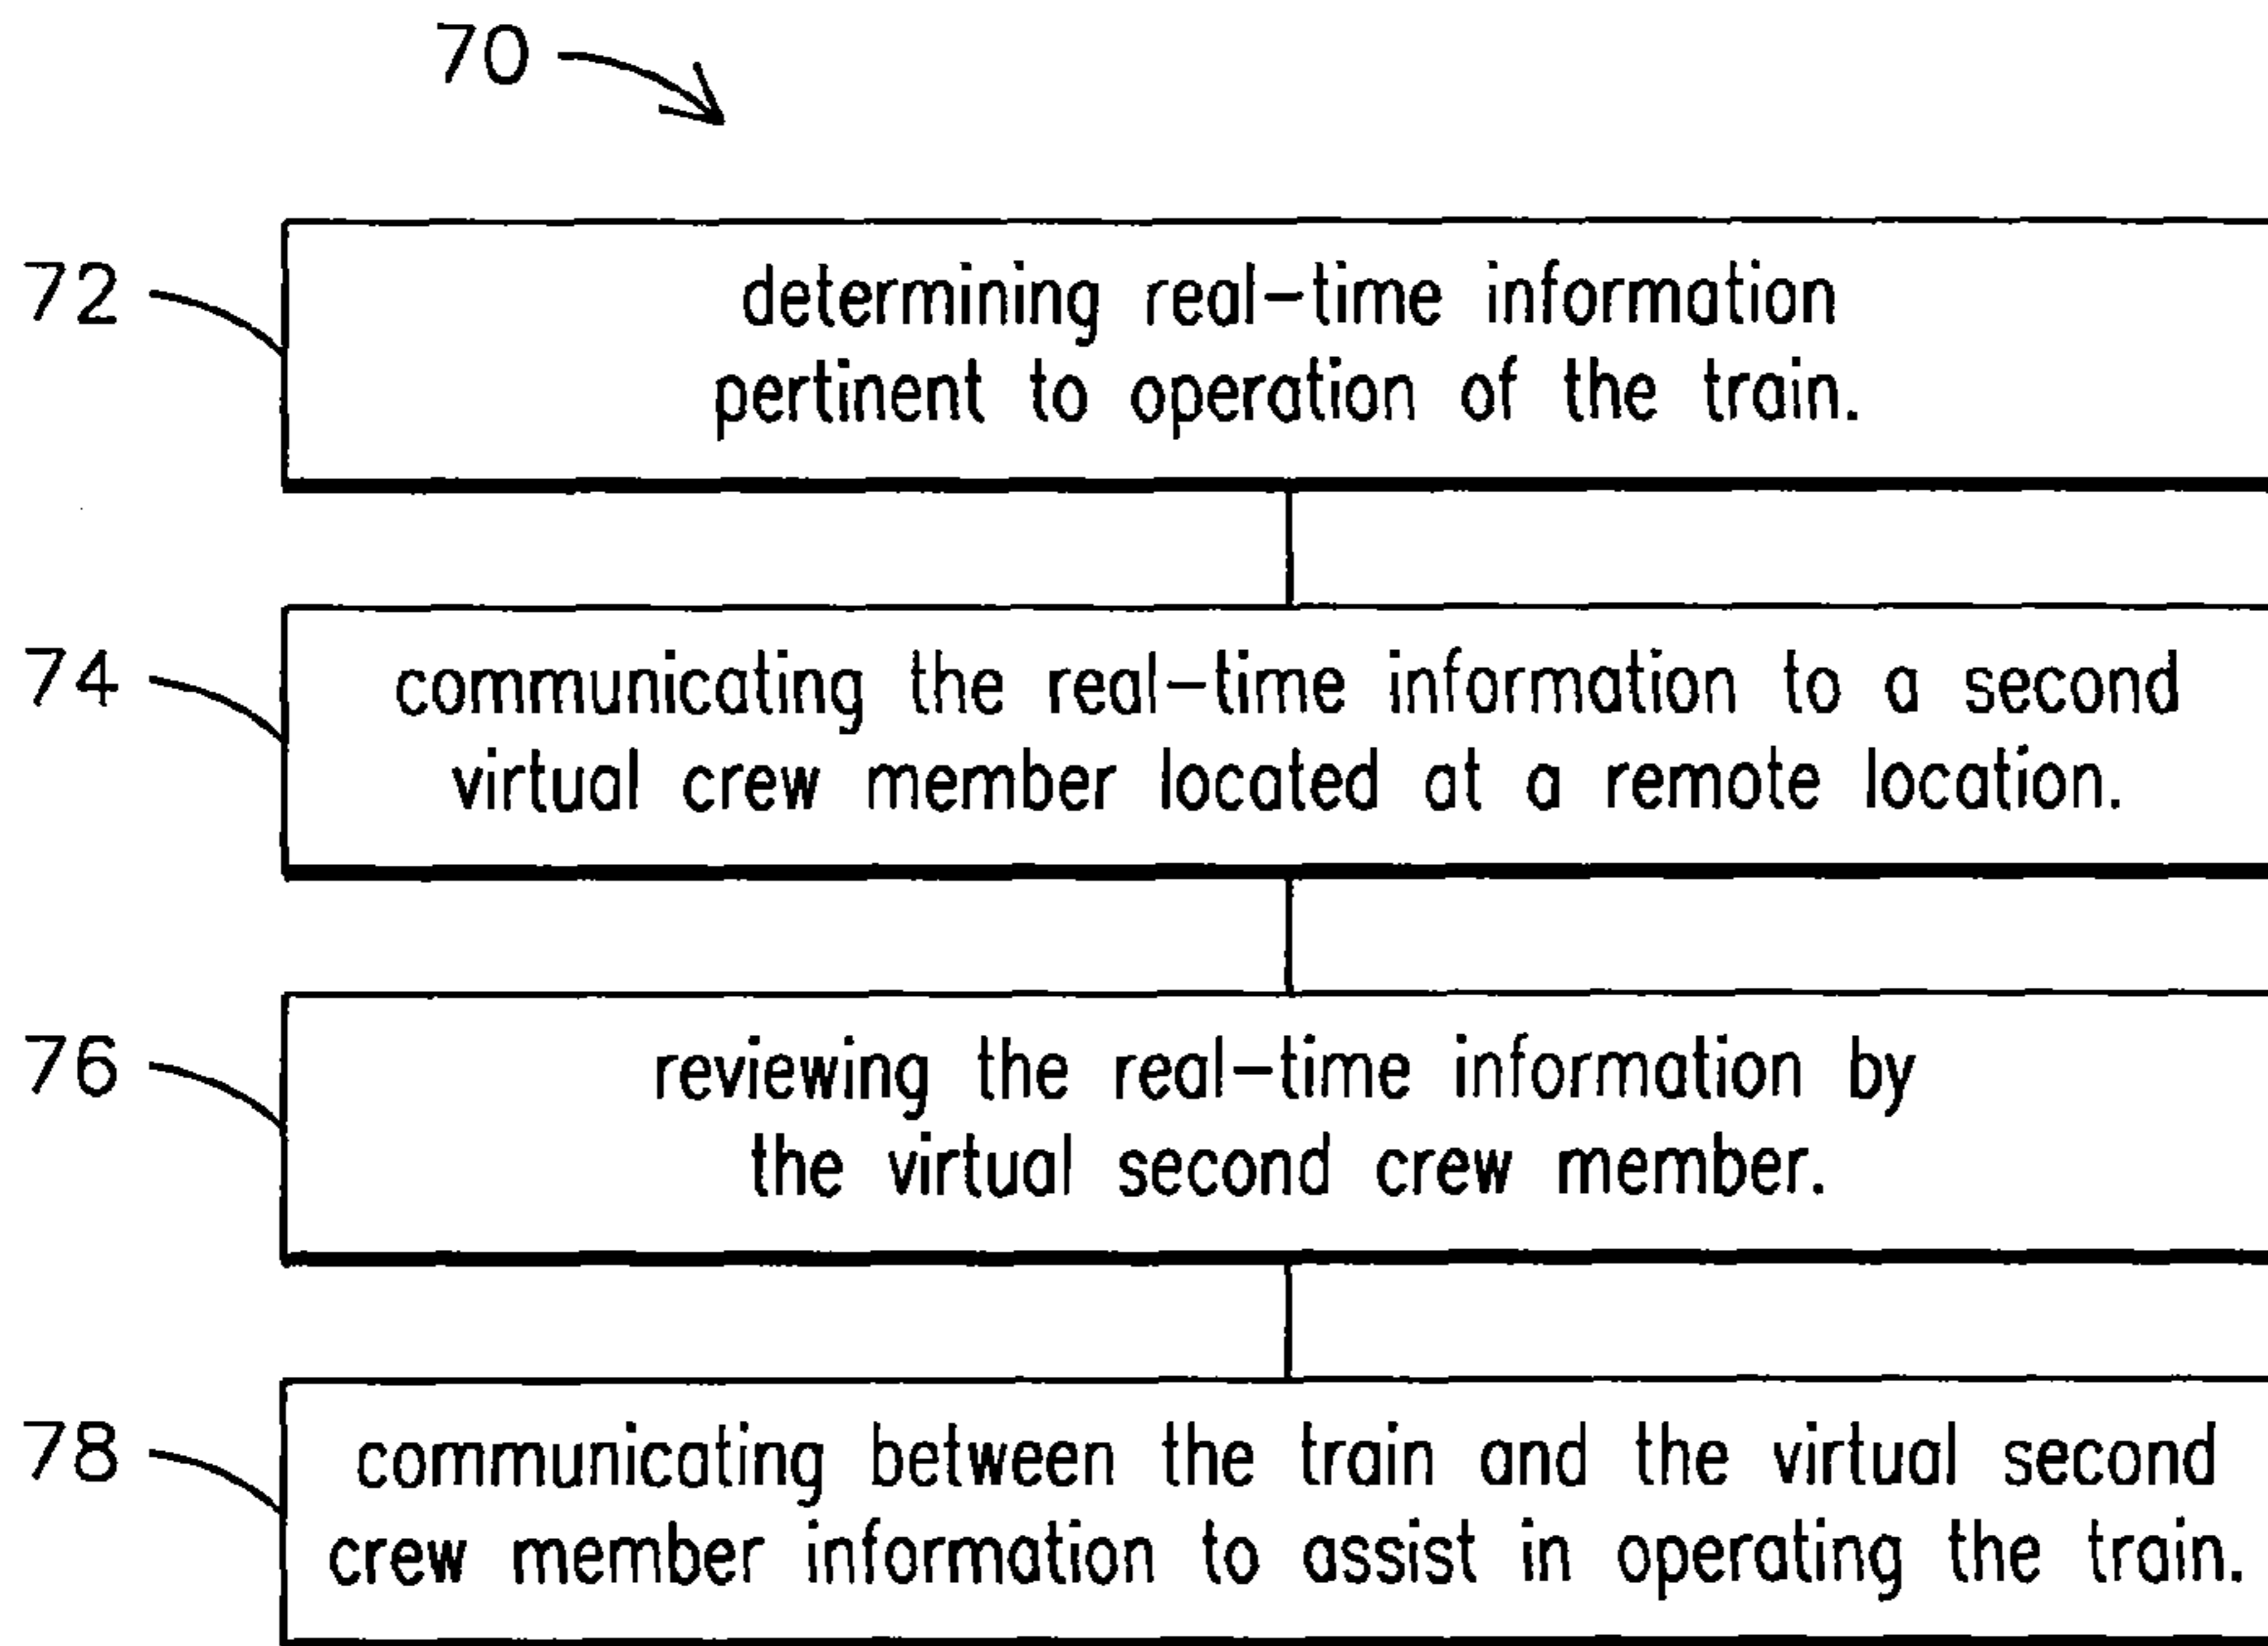 70
72
determining real-time information
pertinent to operation of the train.
74
communicating the real-time information to a second
virtual crew member located at a remote location.
76
reviewing the real-time information by
the virtual second crew member.
78
communicating between the train and the virtual second
crew member information to assist in operating the train.